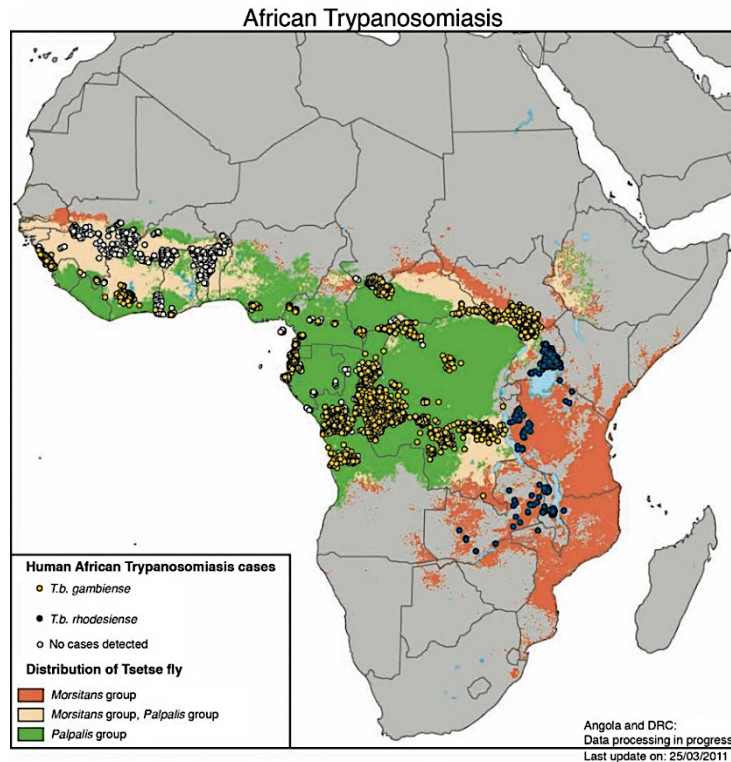 African Trypanosomiasis
Human African Trypanosomiasis cases
T.b. gambiense
T.b. rhodesiense
No cases detected
Distribution of Tsetse fly
Morsitans group
Morsitans group, Palpalis group
Palpalis group
Angola and DRC:
Data processing in progress
Last update on: 25/03/2011